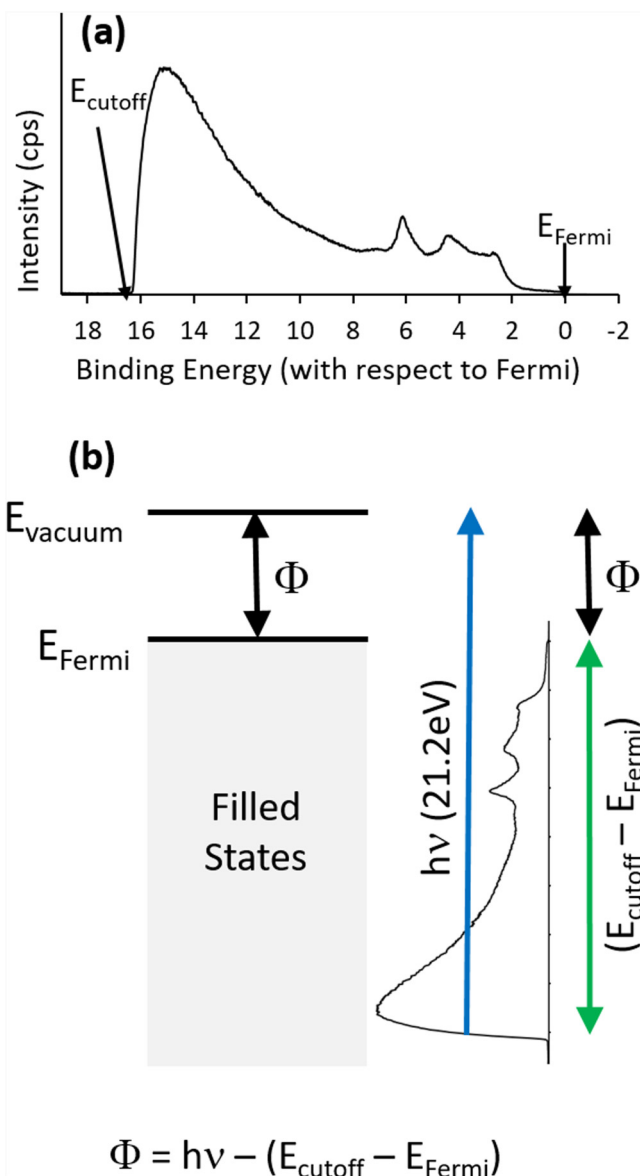 (a)
E_cutoff
E_Fermi
Intensity (cps)
18 16 14 12 10 8 6 4 2 0 -2
Binding Energy (with respect to Fermi)
(b)
E_vacuum
Φ
E_Fermi
Filled
States
hν (21.2eV)
Φ
(E_cutoff – E_Fermi)
Φ = hν – (E_cutoff – E_Fermi)